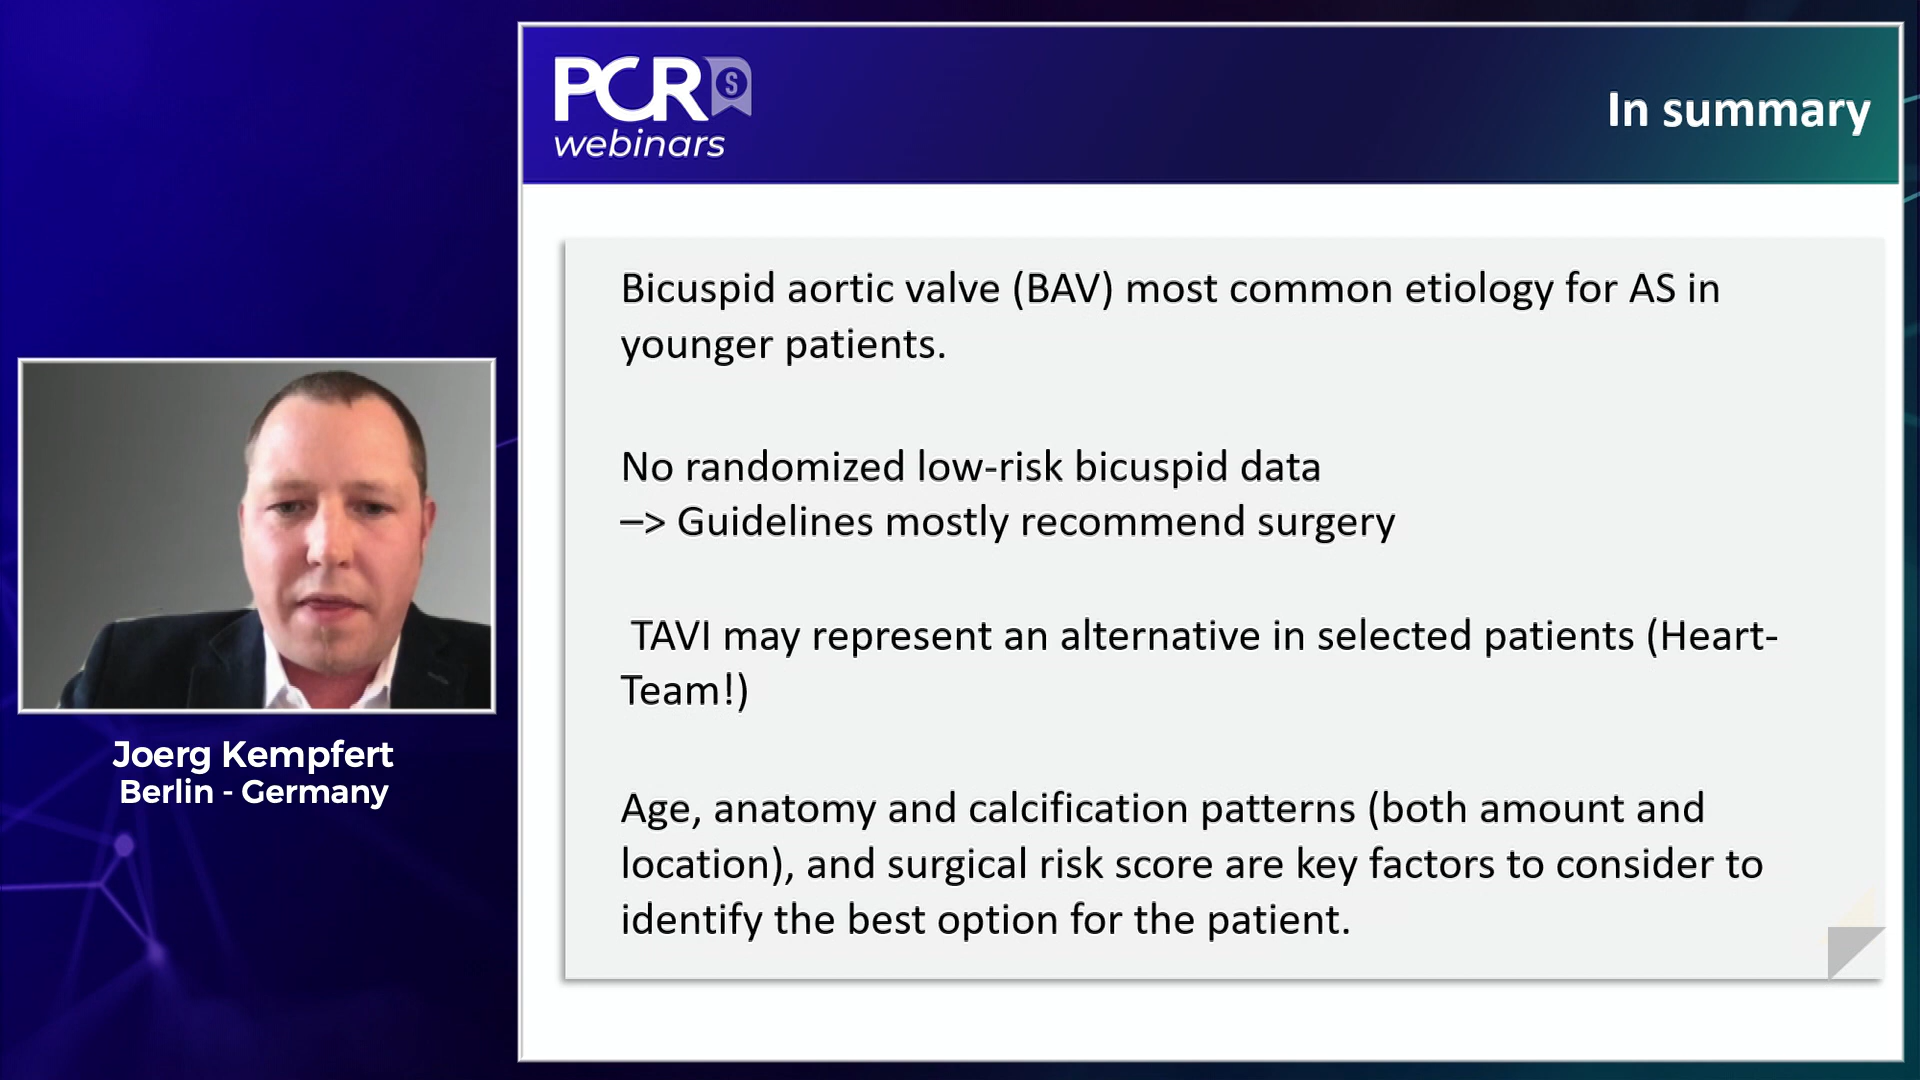 PCR S
webinars
In summary
Bicuspid aortic valve (BAV) most common etiology for AS in
younger patients.
No randomized low-risk bicuspid data
–> Guidelines mostly recommend surgery
TAVI may represent an alternative in selected patients (Heart-
Team!)
Age, anatomy and calcification patterns (both amount and
location), and surgical risk score are key factors to consider to
identify the best option for the patient.
Joerg Kempfert
Berlin - Germany